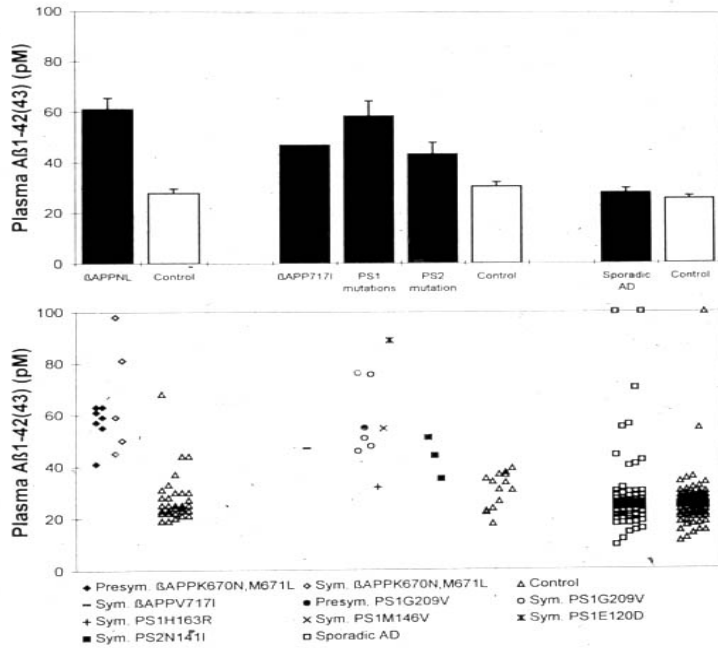 Plasma Aß1-42(43) (pM)
100
80
60
40
20
0
ßAPPNL Control ßAPP717I PS1 mutations PS2 mutation Control Sporadic AD Control
Plasma Aß1-42(43) (pM)
100
80
60
40
20
0
Presym. ßAPPK670N,M671L Sym. ßAPPK670N,M671L Control
Sym. ßAPPV717I Presym. PS1G209V Sym. PS1G209V
Sym. PS1H163R Sym. PS1M146V Sym. PS1E120D
Sym. PS2N141I Sporadic AD